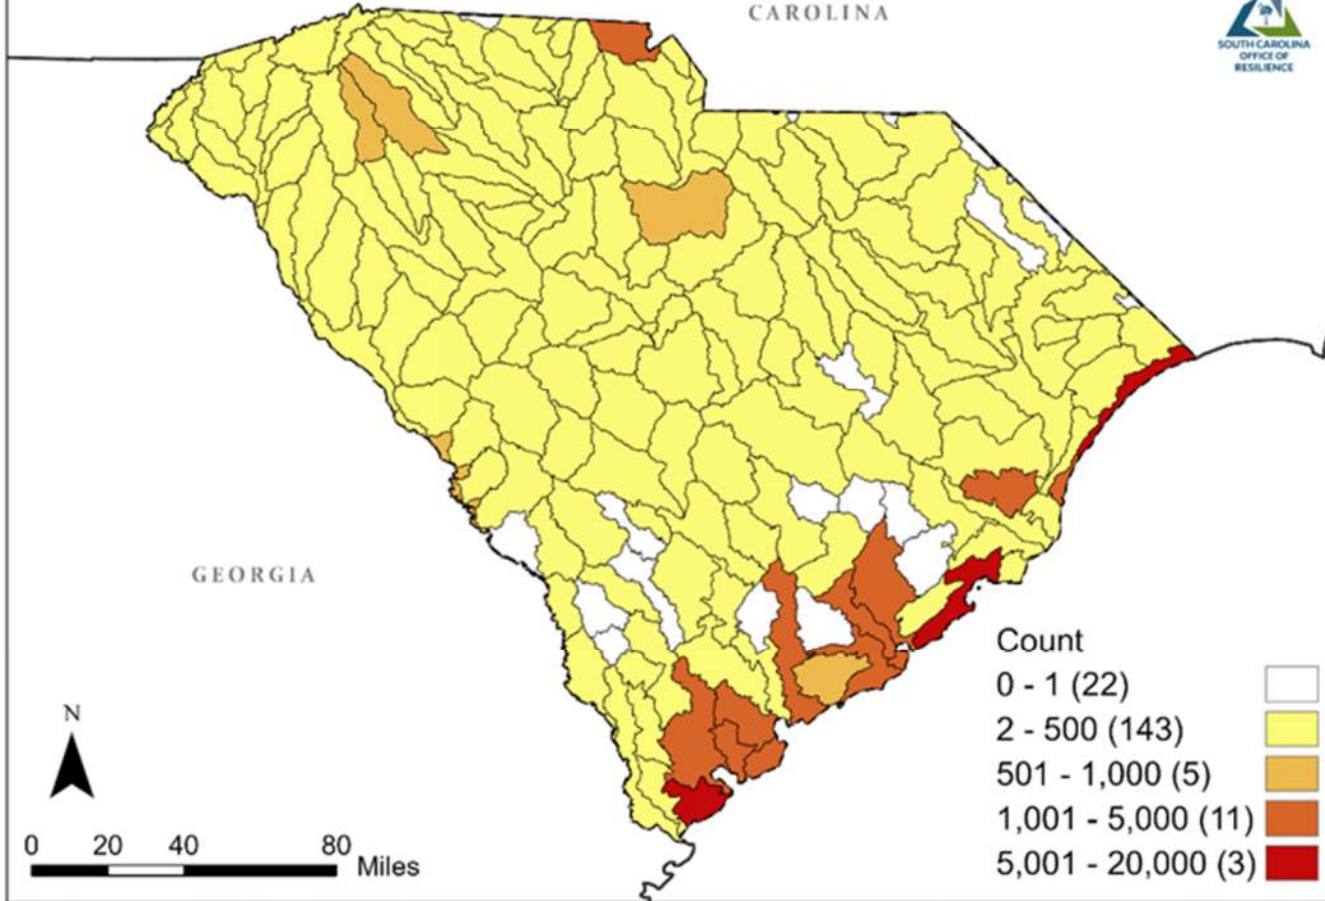 CAROLINA
SOUTH CAROLINA
OFFICE OF
RESILIENCE
GEORGIA
Count
0 - 1 (22)
2 - 500 (143)
501 - 1,000 (5)
1,001 - 5,000 (11)
5,001 - 20,000 (3)
N
0 20 40 80 Miles